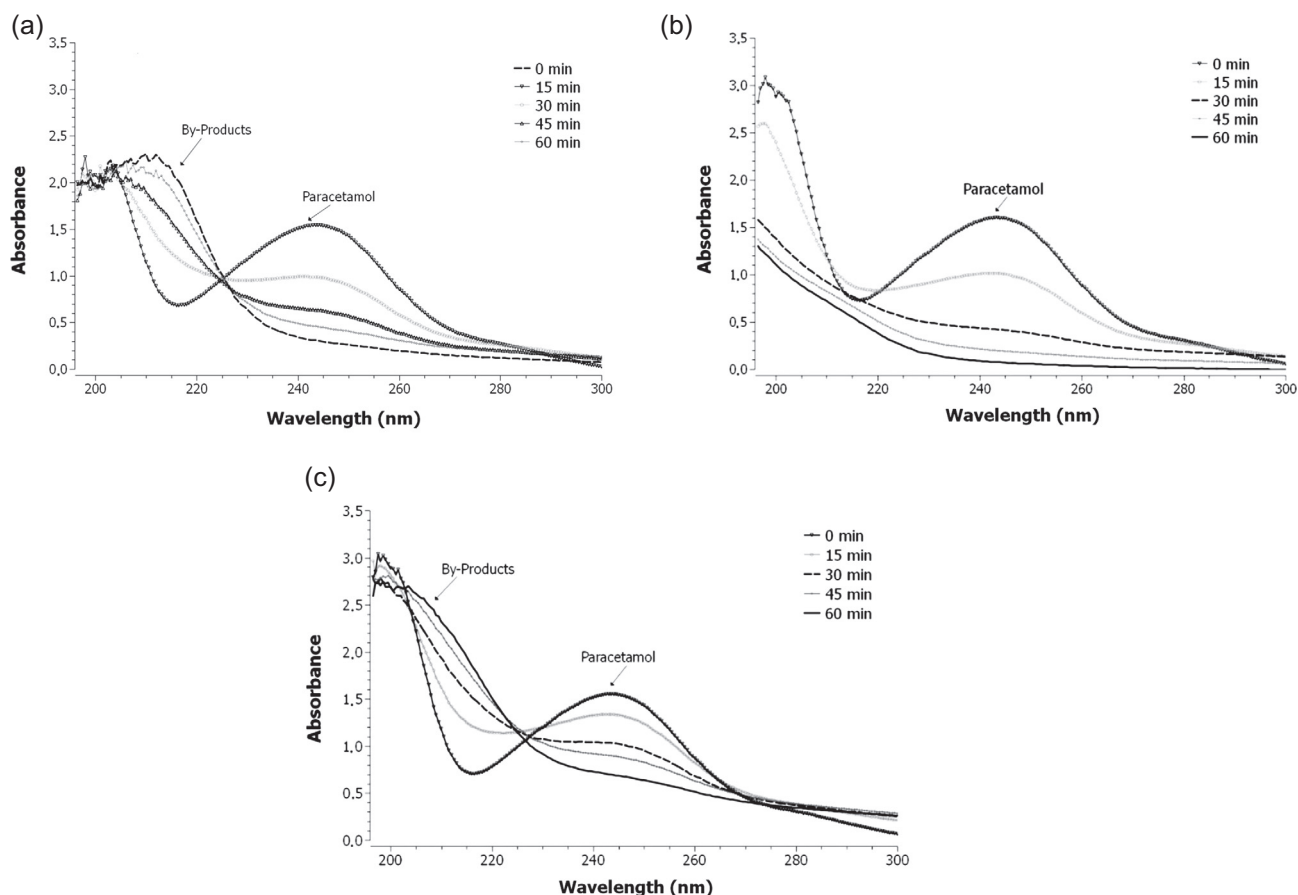 (a)
3,5
3,0
2,5
2,0
1,5
1,0
0,5
0,0
Absorbance
200 220 240 260 280 300
Wavelength (nm)
By-Products
Paracetamol
0 min
15 min
30 min
45 min
60 min
(b)
3,5
3,0
2,5
2,0
1,5
1,0
0,5
0,0
Absorbance
200 220 240 260 280 300
Wavelength (nm)
Paracetamol
0 min
15 min
30 min
45 min
60 min
(c)
3,5
3,0
2,5
2,0
1,5
1,0
0,5
0,0
Absorbance
200 220 240 260 280 300
Wavelength (nm)
By-Products
Paracetamol
0 min
15 min
30 min
45 min
60 min